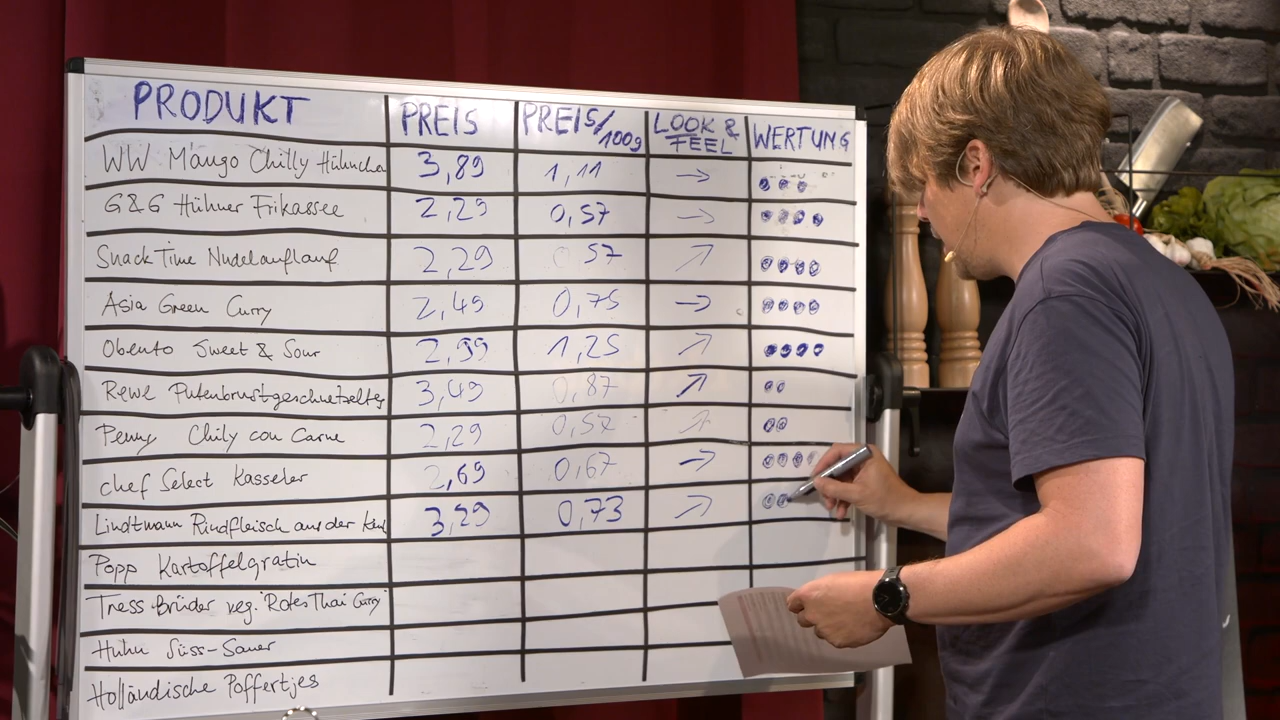 PRODUKT PREIS PREIS/100g LOOK & FEEL WERTUNG
WW Mango Chilly Hühnche 3,89 1,11 →
G&G Hühner Frikassee 2,29 0,57 →
Snack Time Nudelauflauf 2,29 0 57 ↗
Asia Green Curry 2,49 0,75 →
Obento Sweet & Sour 2,99 1,25 ↗
Rewe Putenbrustgeschnetzeltes 3,49 0,87 ↗
Penny Chily con Carne 2,29 0,57 ↗
chef Select Kasseler 2,69 0,67 →
Lindtmann Rindfleisch aus der 3,29 0,73 ↗
Popp Kartoffelgratin
Tress Brüder veg. "Rotes Thai Curry"
Huhn Süss-Sauer
Holländische Poffertjes